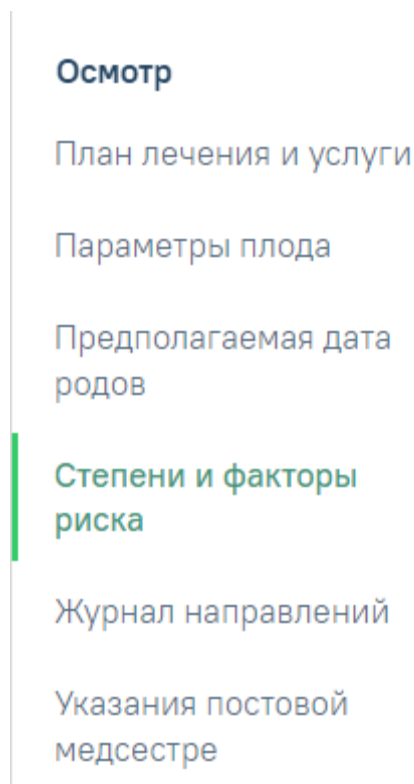 Осмотр
План лечения и услуги
Параметры плода
Предполагаемая дата
родов
Степени и факторы
риска
Журнал направлений
Указания постовой
медсестре